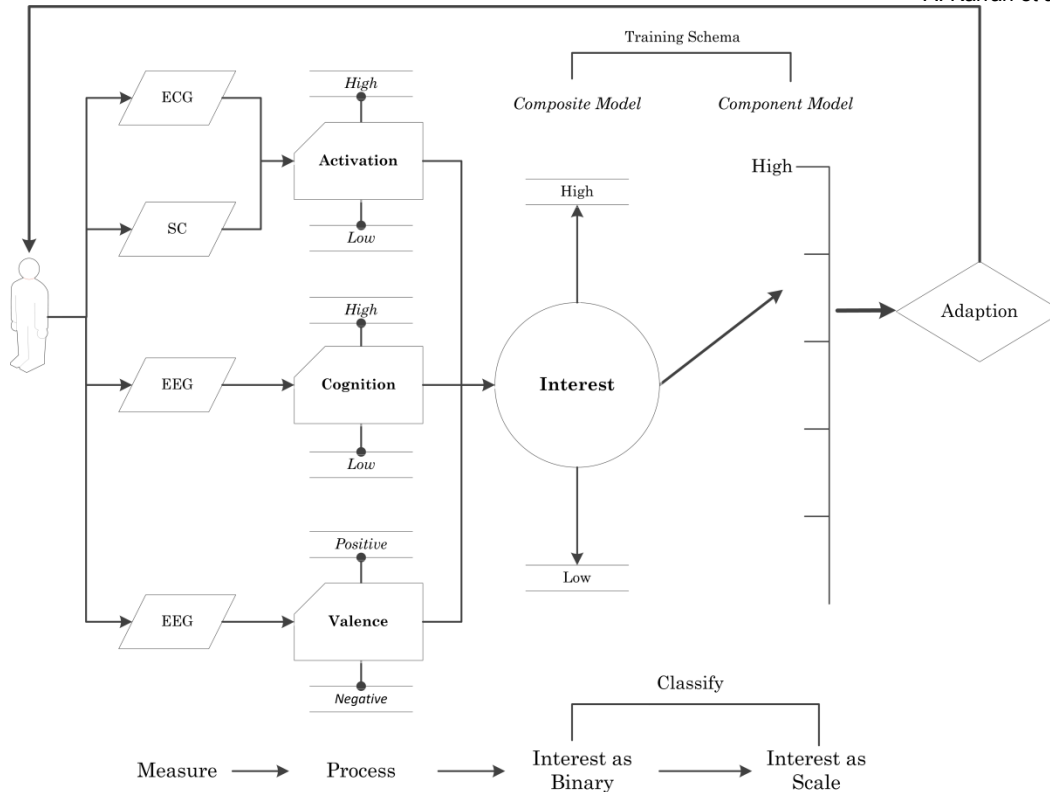 Training Schema
Composite Model
Component Model
ECG
SC
EEG
EEG
High
Activation
Low
High
Cognition
Low
Positive
Valence
Negative
High
Interest
Low
High
Adaption
Classify
Measure
Process
Interest as
Binary
Interest as
Scale